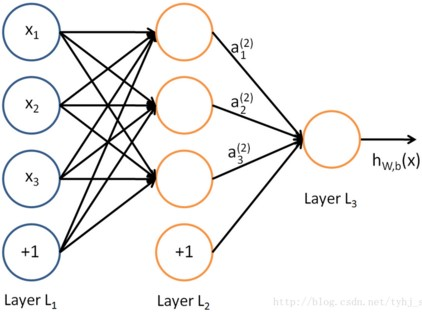 x₁
x₂
x₃
+1
Layer L₁
+1
Layer L₂
a₁⁽²⁾
a₂⁽²⁾
a₃⁽²⁾
Layer L₃
h_W,b(x)
http://blog.csdn.net/tyhj_s